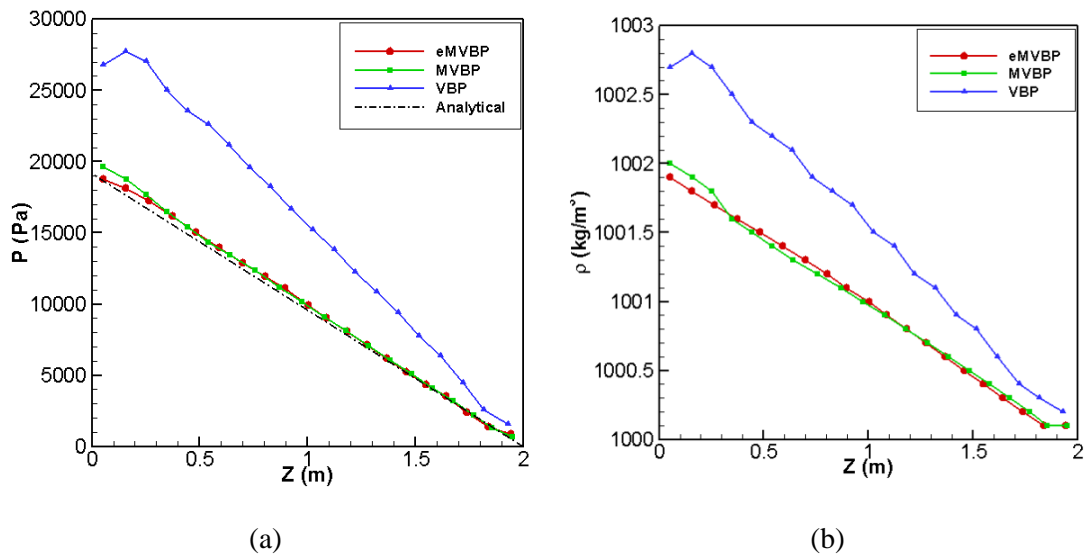 30000
25000
20000
15000
10000
5000
0
P (Pa)
0
0.5
1
1.5
2
Z (m)
eMVBP
MVBP
VBP
Analytical
(a)
1003
1002.5
1002
1001.5
1001
1000.5
1000
ρ (kg/m³)
0.5
1
1.5
2
Z (m)
eMVBP
MVBP
VBP
(b)